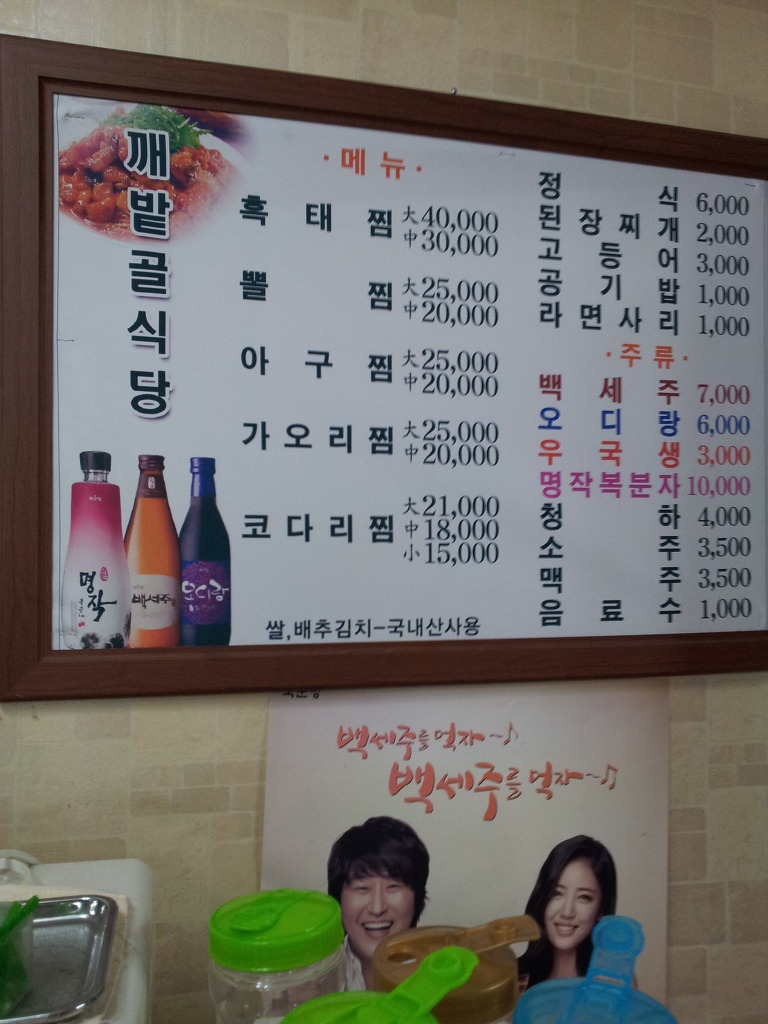 깨밭골식당
·메뉴·
흑태찜 大40,000
中30,000
뽈찜 大25,000
中20,000
아구찜 大25,000
中20,000
가오리찜 大25,000
中20,000
코다리찜 大21,000
中18,000
小15,000
쌀,배추김치-국내산사용
정식 6,000
된장찌개 2,000
고등어 3,000
공기밥 1,000
라면사리 1,000
·주류·
백세주 7,000
오디랑 6,000
우국생 3,000
명작복분자 10,000
청하 4,000
소주 3,500
맥주 3,500
음료수 1,000
명작
백세주
오디랑
백세주를 먹자~♪
백세주를 먹자~♫